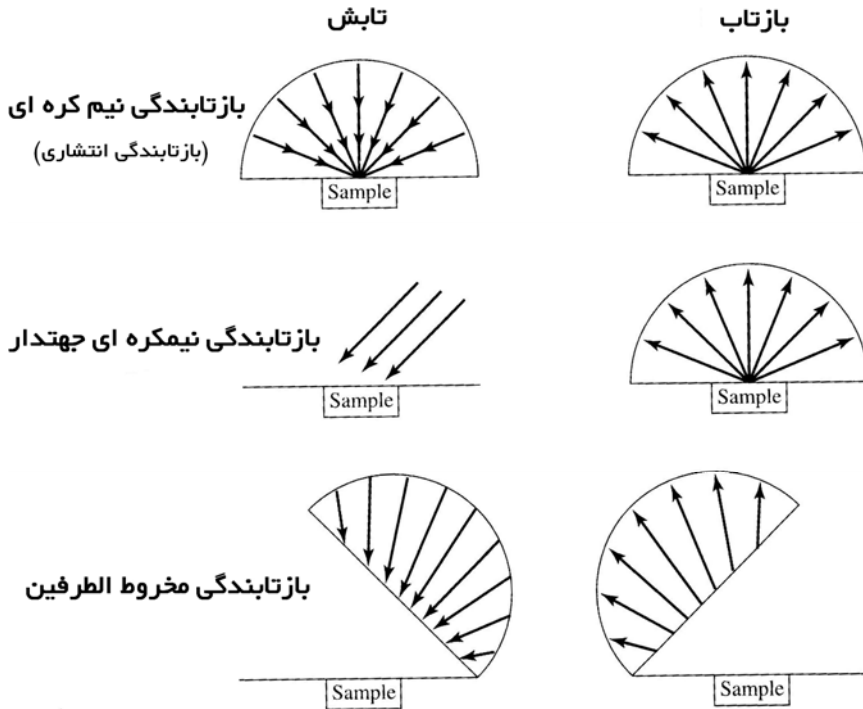 تابش
بازتاب
بازتابندگی نیم کره ای
(بازتابندگی انتشاری)
Sample
Sample
بازتابندگی نیمکره ای جهتدار
Sample
Sample
بازتابندگی مخروط الطرفین
Sample
Sample